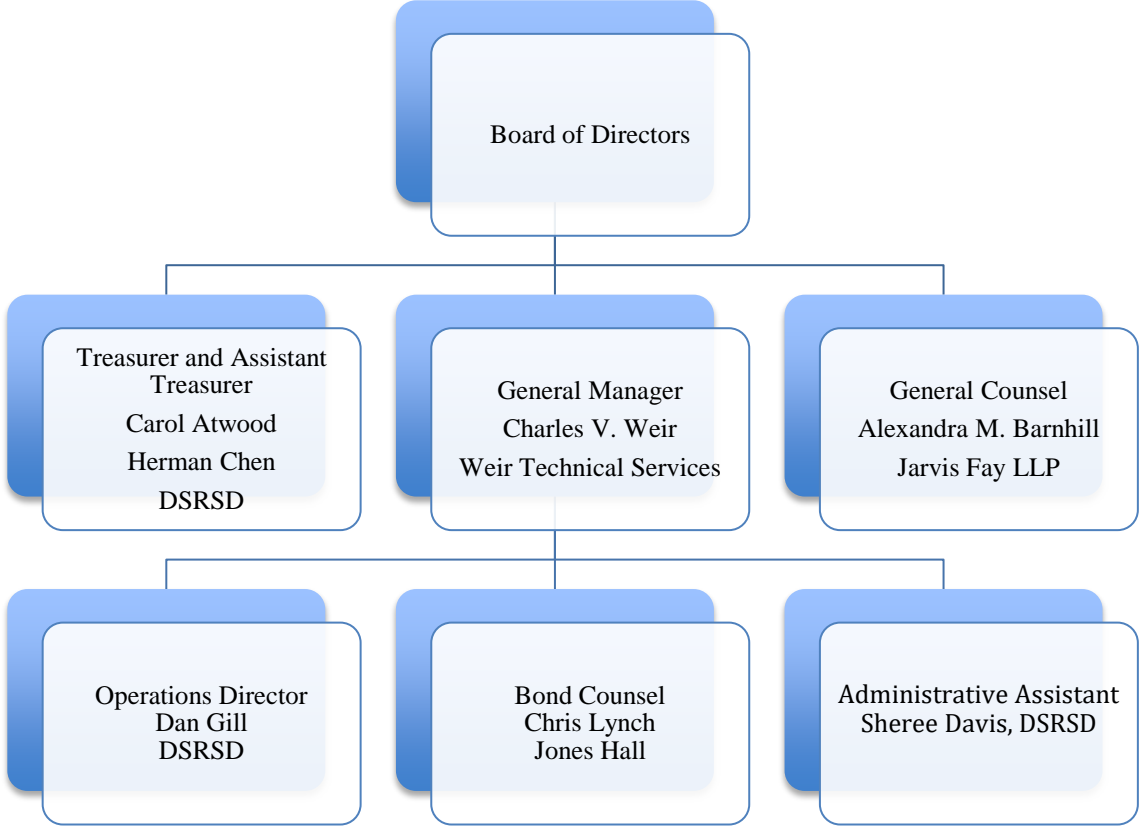 Board of Directors
Treasurer and Assistant
Treasurer
Carol Atwood
Herman Chen
DSRSD
General Manager
Charles V. Weir
Weir Technical Services
General Counsel
Alexandra M. Barnhill
Jarvis Fay LLP
Operations Director
Dan Gill
DSRSD
Bond Counsel
Chris Lynch
Jones Hall
Administrative Assistant
Sheree Davis, DSRSD